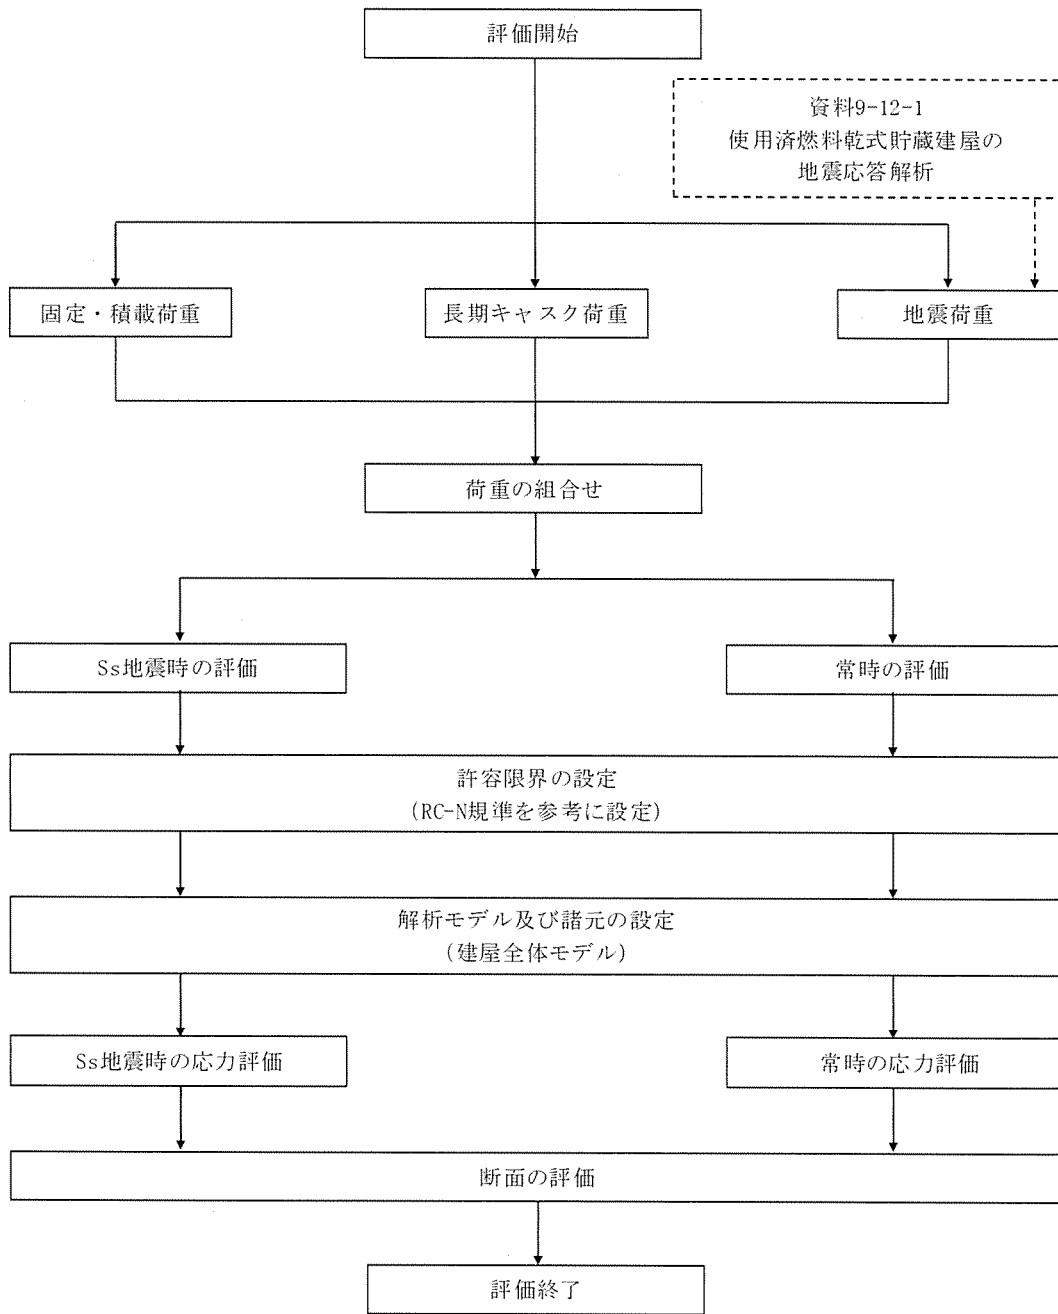 評価開始
資料9-12-1
使用済燃料乾式貯蔵建屋の
地震応答解析
固定・積載荷重
長期キャスク荷重
地震荷重
荷重の組合せ
Ss地震時の評価
常時の評価
許容限界の設定
(RC-N規準を参考に設定)
解析モデル及び諸元の設定
(建屋全体モデル)
Ss地震時の応力評価
常時の応力評価
断面の評価
評価終了